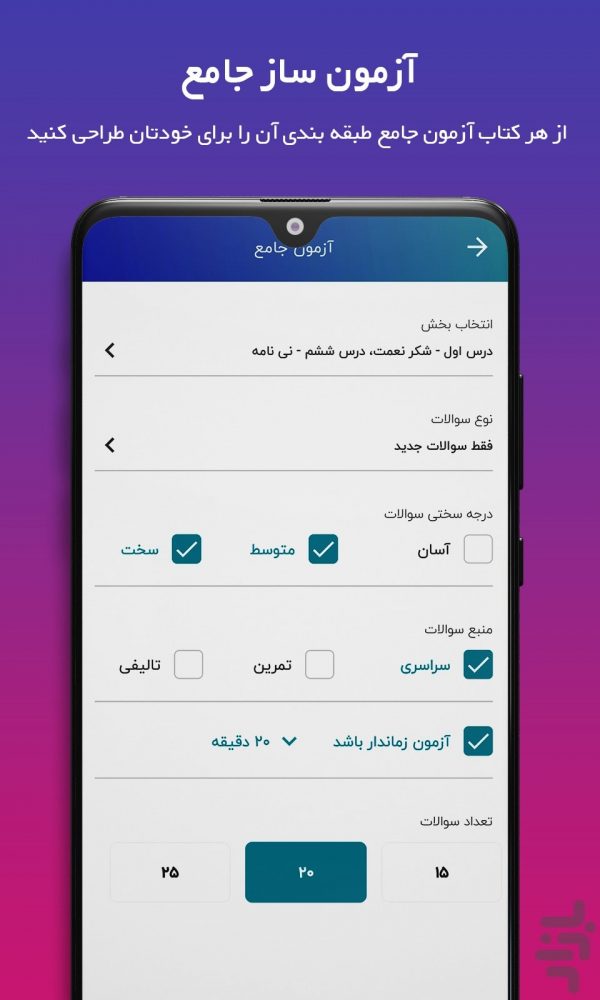 آزمون ساز جامع
از هر کتاب آزمون جامع طبقه بندی آن را برای خودتان طراحی کنید
آزمون جامع
انتخاب بخش
درس اول - شکر نعمت، درس ششم - نی نامه
نوع سوالات
فقط سوالات جدید
درجه سختی سوالات
آسان متوسط سخت
منبع سوالات
سراسری تمرین تالیفی
آزمون زماندار باشد ۲۰ دقیقه
تعداد سوالات
۱۵ ۲۰ ۲۵
بازار